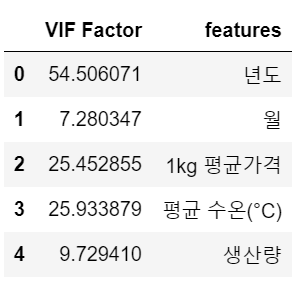 VIF Factor features
0 54.506071 년도
1 7.280347 월
2 25.452855 1kg 평균가격
3 25.933879 평균 수온(°C)
4 9.729410 생산량